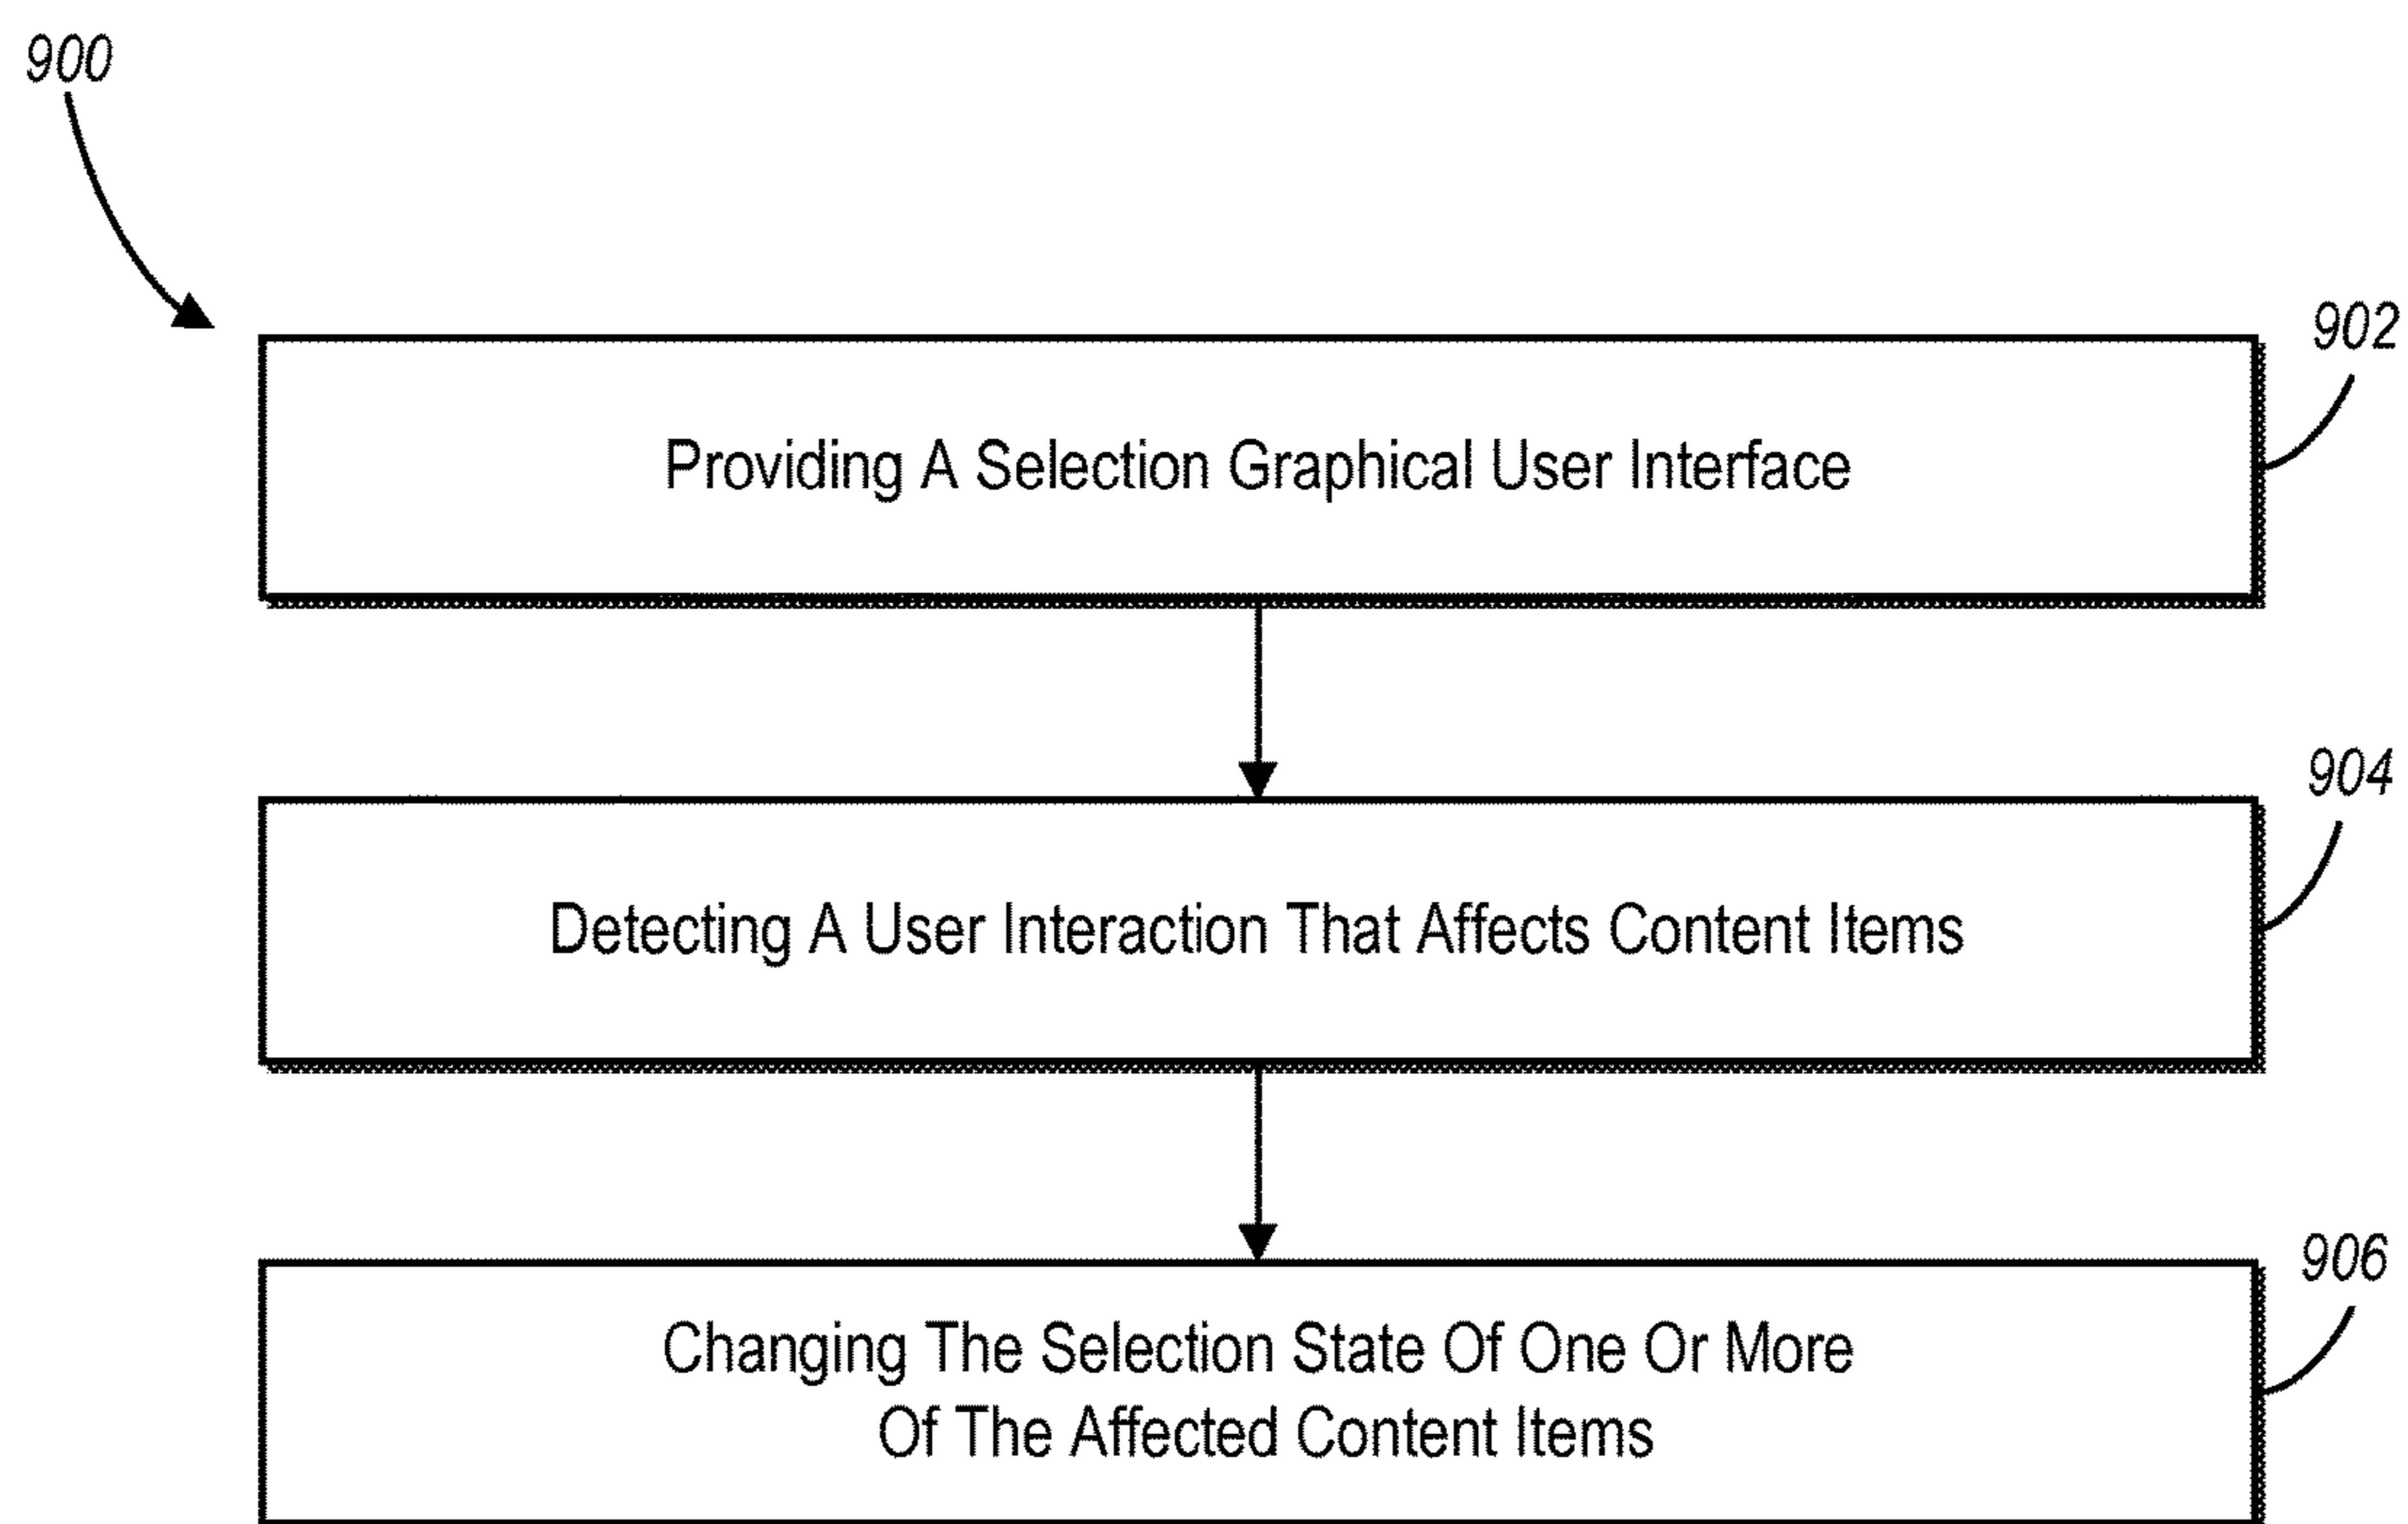 900
902
Providing A Selection Graphical User Interface
904
Detecting A User Interaction That Affects Content Items
906
Changing The Selection State Of One Or More
Of The Affected Content Items